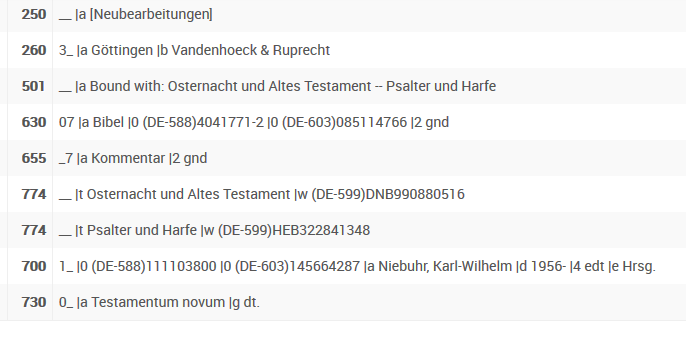 250 __ |a [Neubearbeitungen]
260 3_ |a Göttingen |b Vandenhoeck & Ruprecht
501 __ |a Bound with: Osternacht und Altes Testament -- Psalter und Harfe
630 07 |a Bibel |0 (DE-588)4041771-2 |0 (DE-603)085114766 |2 gnd
655 _7 |a Kommentar |2 gnd
774 __ |t Osternacht und Altes Testament |w (DE-599)DNB990880516
774 __ |t Psalter und Harfe |w (DE-599)HEB322841348
700 1_ |0 (DE-588)111103800 |0 (DE-603)145664287 |a Niebuhr, Karl-Wilhelm |d 1956- |4 edt |e Hrsg.
730 0_ |a Testamentum novum |g dt.